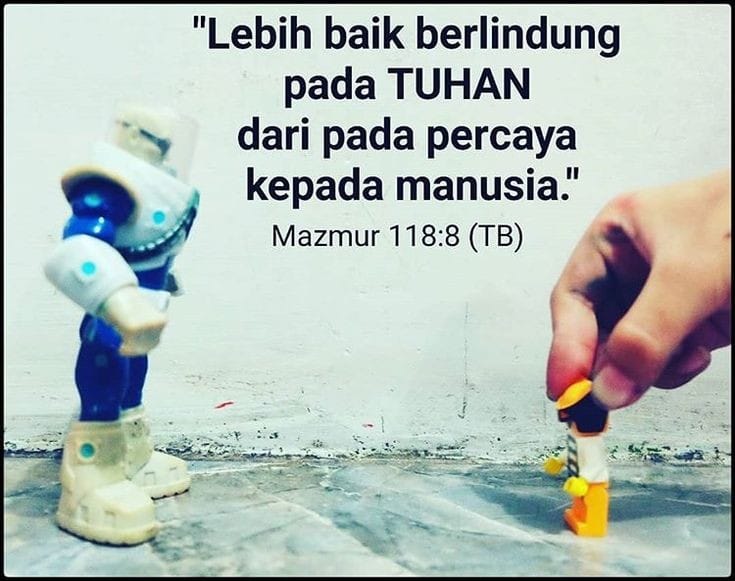 "Lebih baik berlindung
pada TUHAN
dari pada percaya
kepada manusia."
Mazmur 118:8 (TB)